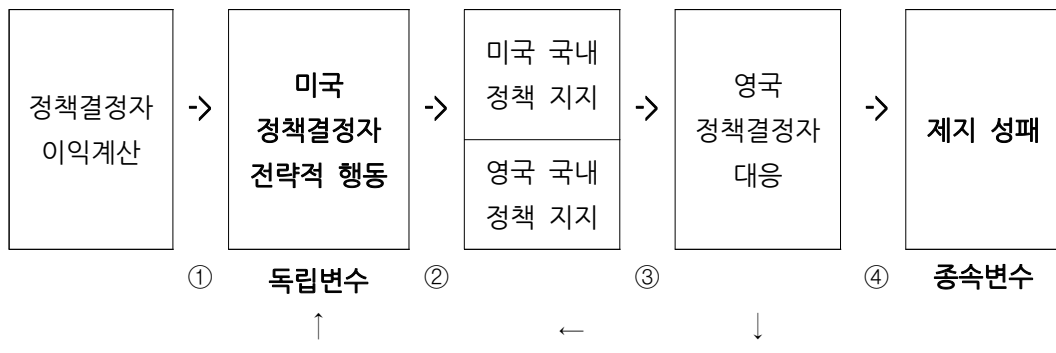 정책결정자
이익계산
->
미국
정책결정자
전략적 행동
->
미국 국내
정책 지지
영국 국내
정책 지지
->
영국
정책결정자
대응
->
제지 성패
① 독립변수 ② ③ ④ 종속변수
↑ ← ↓